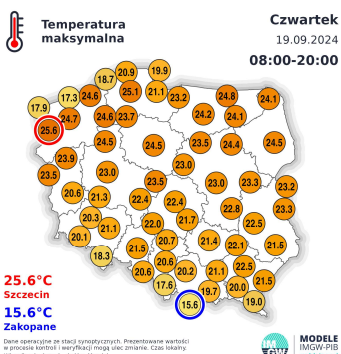 Temperatura
maksymalna
Czwartek
19.09.2024
08:00-20:00
18.7 20.9 19.9
17.9 17.3 24.6 25.1 21.1 23.2 24.8 24.1
25.6 24.7 24.6 23.7 24.2 24.1
24.5 24.5 23.5 24.4 24.5
23.9 23.0
23.5 23.0 23.5 23.0 23.3 23.2
20.6 21.3 22.4 22.4 22.8 23.3
20.3 21.1 22.0 21.7 22.5
20.1 21.5 20.7 21.4 22.1 21.5
18.3 20.6 20.6 20.2 21.1 22.5 21.5
17.6 19.7 20.0
15.6 19.0
25.6°C
Szczecin
15.6°C
Zakopane
Dane operacyjne ze stacji synoptycznych. Prezentowane wartości
w procesie kontroli i weryfikacji mogą ulec zmianie. Czas lokalny.
IM
GW
MODELE
IMGW-PIB